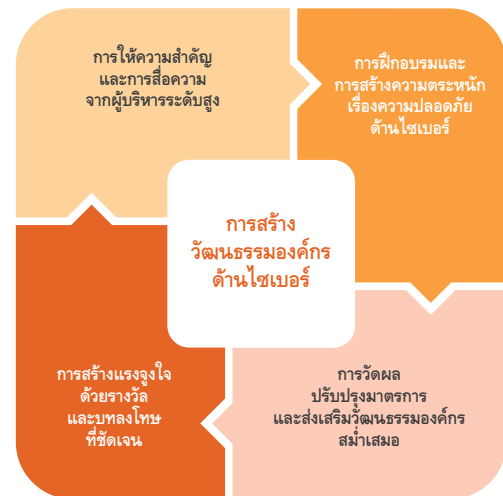 การให้ความสำคัญ
และการสื่อความ
จากผู้บริหารระดับสูง
การฝึกอบรมและ
การสร้างความตระหนัก
เรื่องความปลอดภัย
ด้านไซเบอร์
การสร้าง
วัฒนธรรมองค์กร
ด้านไซเบอร์
การสร้างแรงจูงใจ
ด้วยรางวัล
และบทลงโทษ
ที่ชัดเจน
การวัดผล
ปรับปรุงมาตรการ
และส่งเสริมวัฒนธรรมองค์กร
สม่ำเสมอ